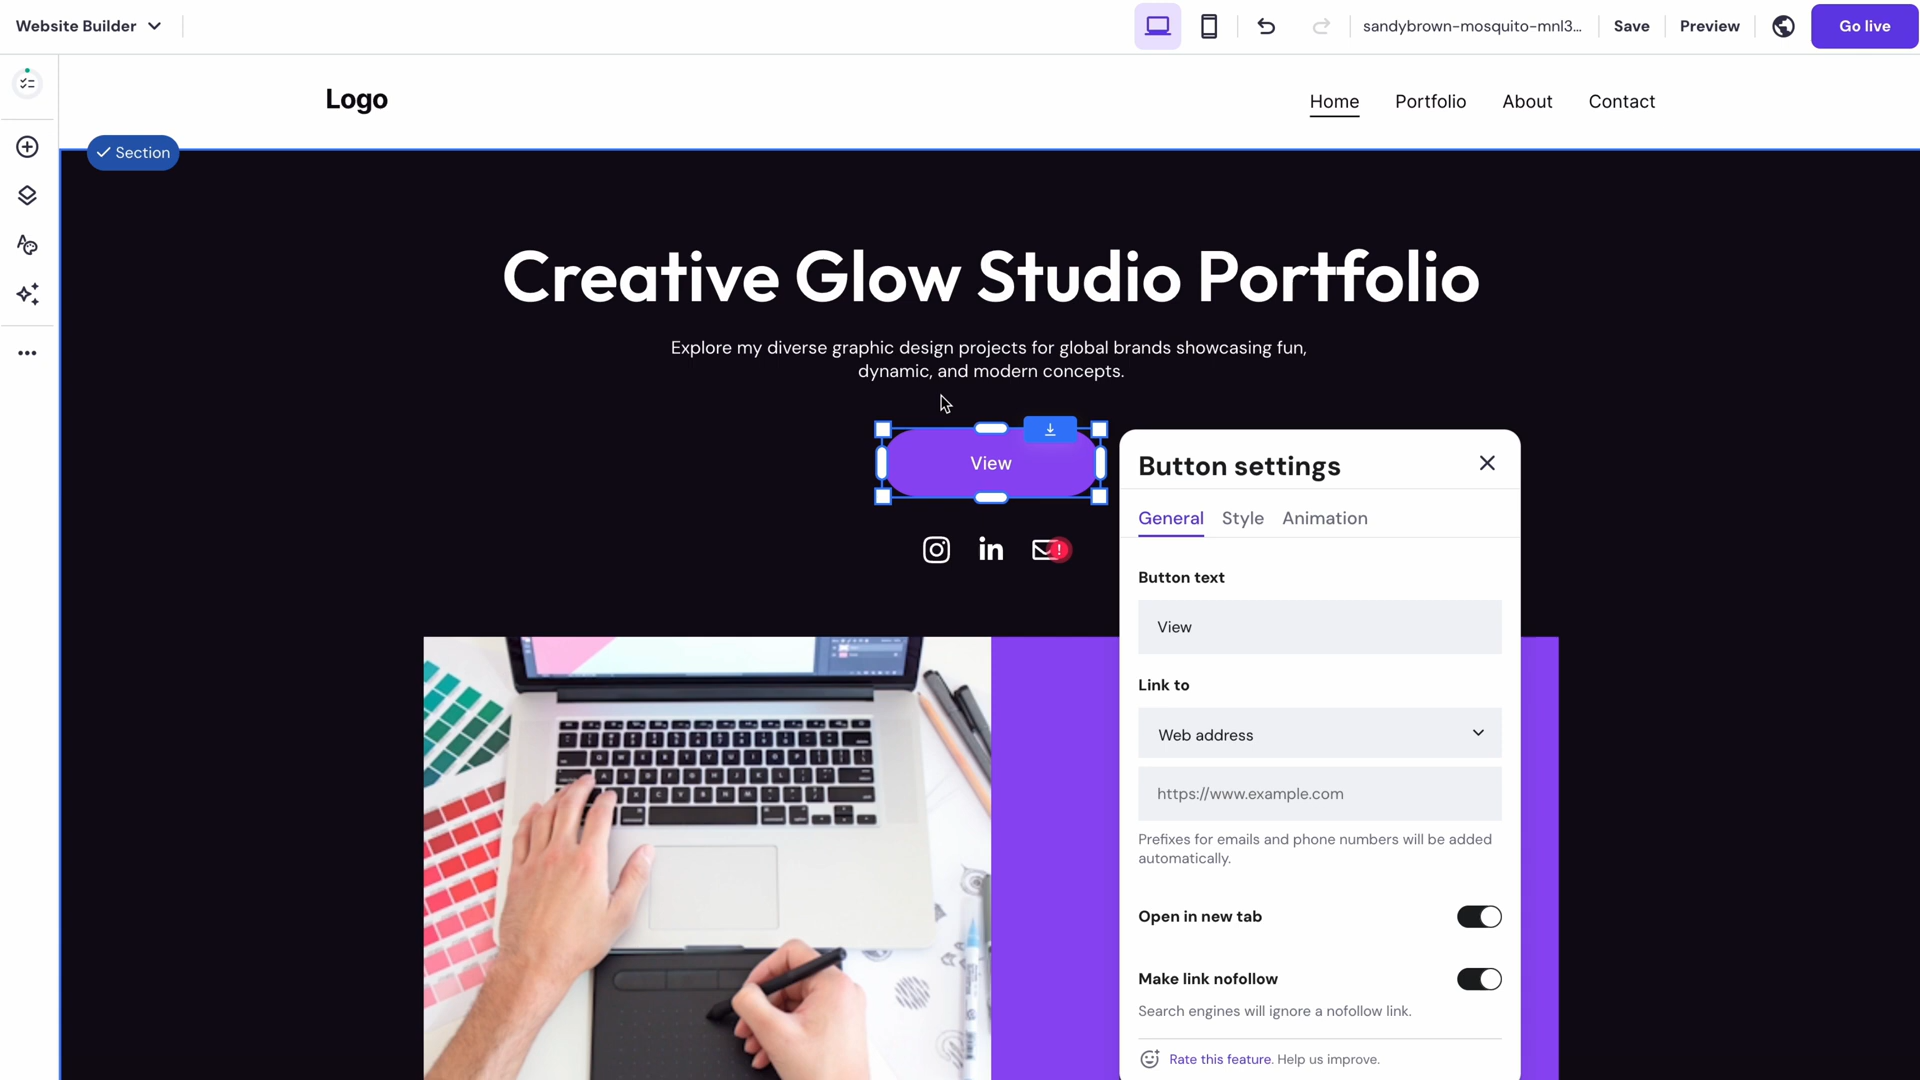 Website Builder
sandybrown-mosquito-mnl3...
Save
Preview
Go live
Logo
Home
Portfolio
About
Contact
Section
Creative Glow Studio Portfolio
Explore my diverse graphic design projects for global brands showcasing fun,
dynamic, and modern concepts.
View
Button settings
General
Style
Animation
Button text
View
Link to
Web address
https://www.example.com
Prefixes for emails and phone numbers will be added
automatically.
Open in new tab
Make link nofollow
Search engines will ignore a nofollow link.
Rate this feature. Help us improve.